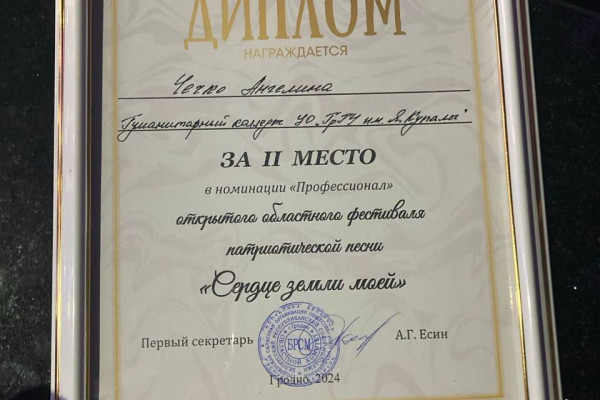 ДИПЛОМ
НАГРАЖДАЕТСЯ
Чечко Ангелина
Гуманитарный колледж УО "ГрГУ им. Я. Купалы"
ЗА II МЕСТО
в номинации «Профессионал»
открытого областного фестиваля
патриотической песни
«Сердце земли моей»
Первый секретарь
А.Г. Есин
БРСМ
Гродно, 2024